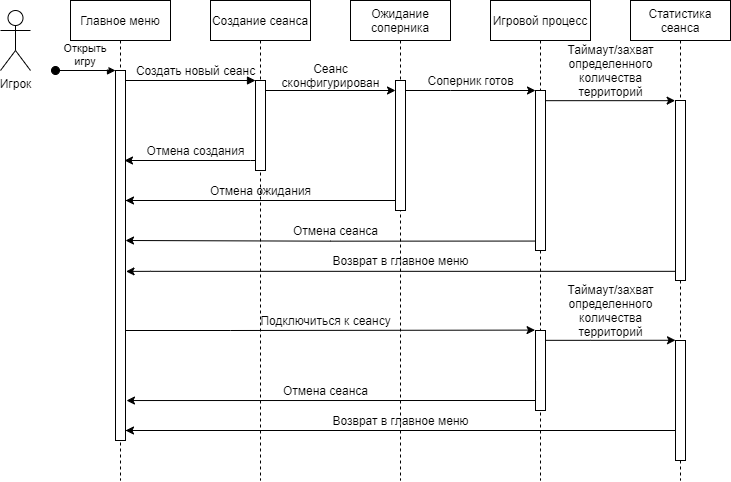 Главное меню
Создание сеанса
Ожидание
соперника
Игровой процесс
Статистика
сеанса
Игрок
Открыть
игру
Создать новый сеанс
Сеанс
сконфигурирован
Соперник готов
Таймаут/захват
определенного
количества
территорий
Отмена создания
Отмена ожидания
Отмена сеанса
Возврат в главное меню
Таймаут/захват
определенного
количества
территорий
Подключиться к сеансу
Отмена сеанса
Возврат в главное меню